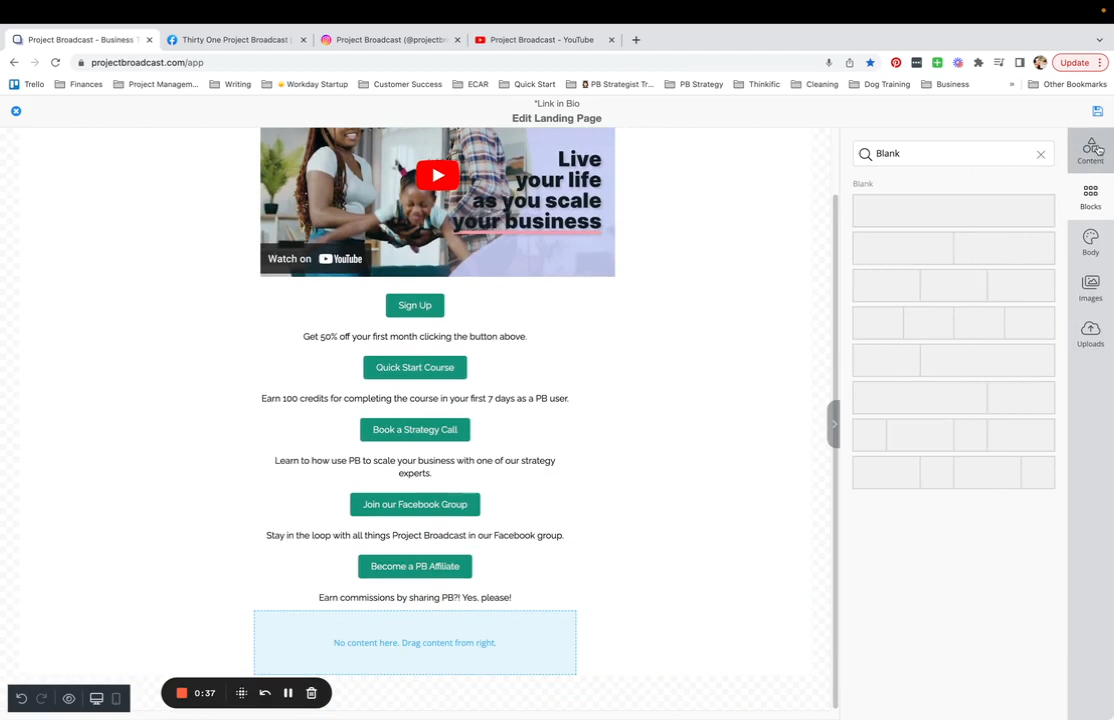 Project Broadcast - Business T
Thirty One Project Broadcast
Project Broadcast (@projectbr
Project Broadcast - YouTube
projectbroadcast.com/app
Update
Trello
Finances
Project Managem...
Writing
Workday Startup
Customer Success
ECAR
Quick Start
PB Strategist Tr...
PB Strategy
Thinkific
Cleaning
Dog Training
Business
»
Other Bookmarks
*Link in Bio
Edit Landing Page
Live
your life
as you scale
your business
Watch on YouTube
Sign Up
Get 50% off your first month clicking the button above.
Quick Start Course
Earn 100 credits for completing the course in your first 7 days as a PB user.
Book a Strategy Call
Learn to how use PB to scale your business with one of our strategy
experts.
Join our Facebook Group
Stay in the loop with all things Project Broadcast in our Facebook group.
Become a PB Affiliate
Earn commissions by sharing PB?! Yes, please!
No content here. Drag content from right.
0:37
Blank
Blank
Content
Blocks
Body
Images
Uploads